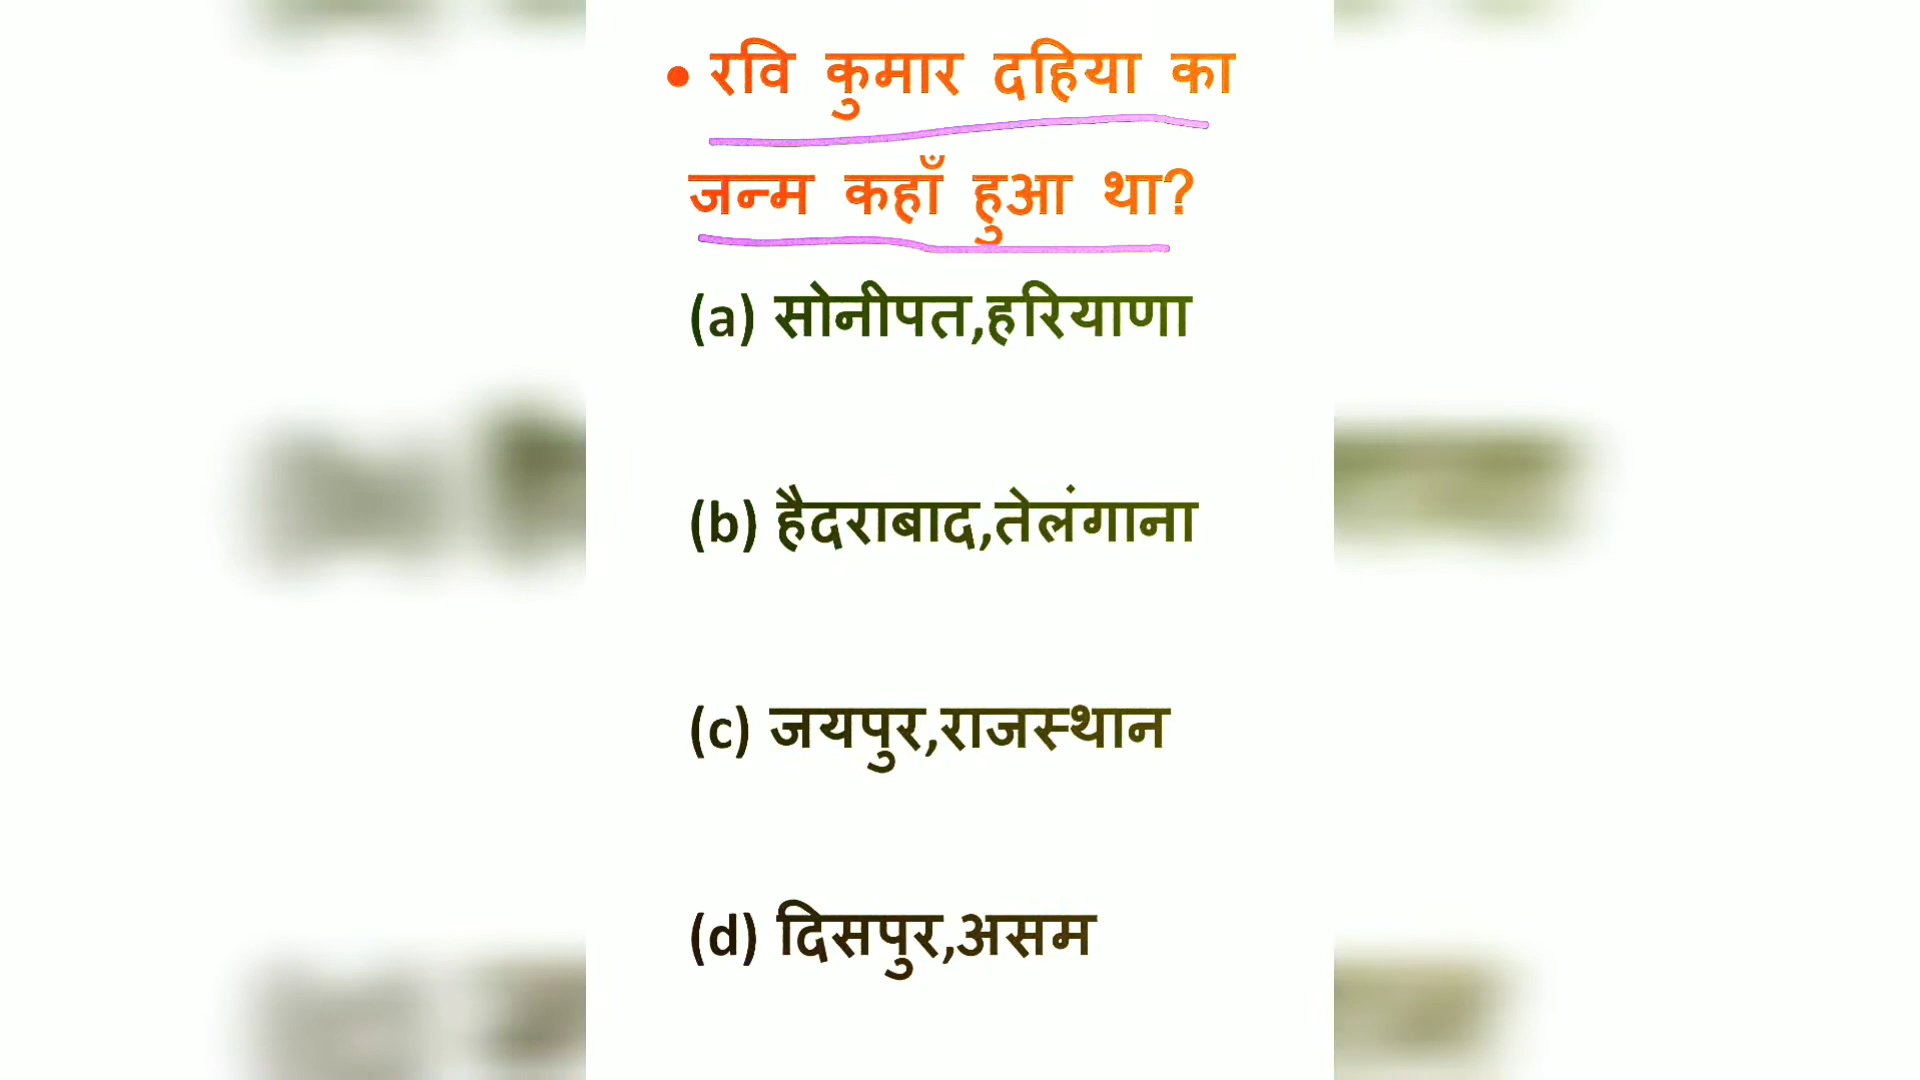 • रवि कुमार दहिया का
जन्म कहाँ हुआ था?
(a) सोनीपत,हरियाणा
(b) हैदराबाद,तेलंगाना
(c) जयपुर,राजस्थान
(d) दिसपुर,असम